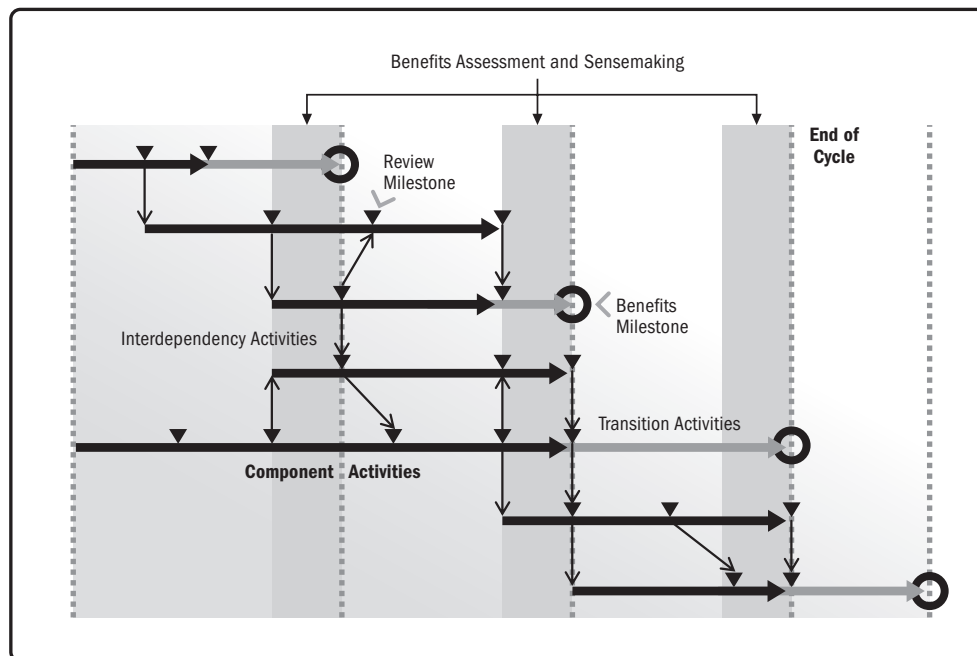 Benefits Assessment and Sensemaking
End of
Cycle
Review
Milestone
Benefits
Milestone
Interdependency Activities
Transition Activities
Component Activities